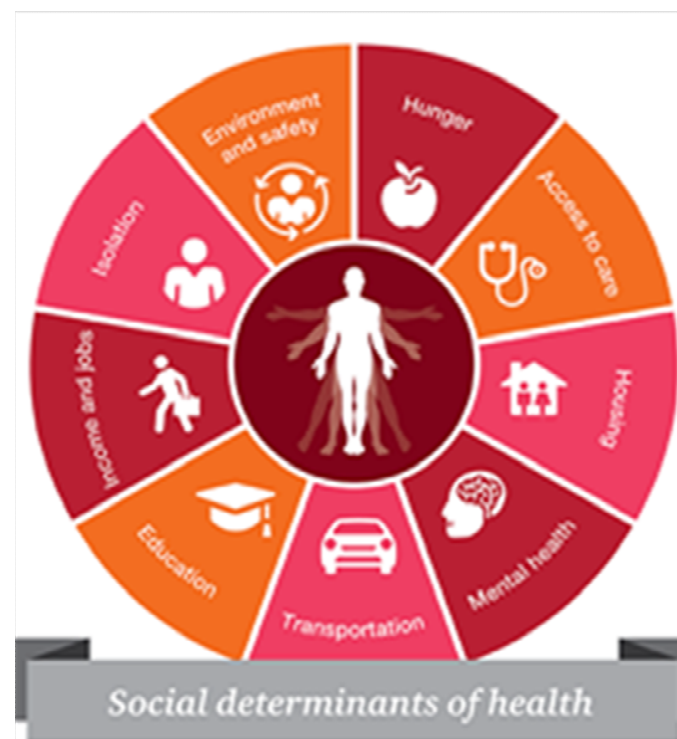 Hunger
Access to care
Housing
Mental health
Transportation
Education
Income and jobs
Isolation
Environment
and safety
Social determinants of health